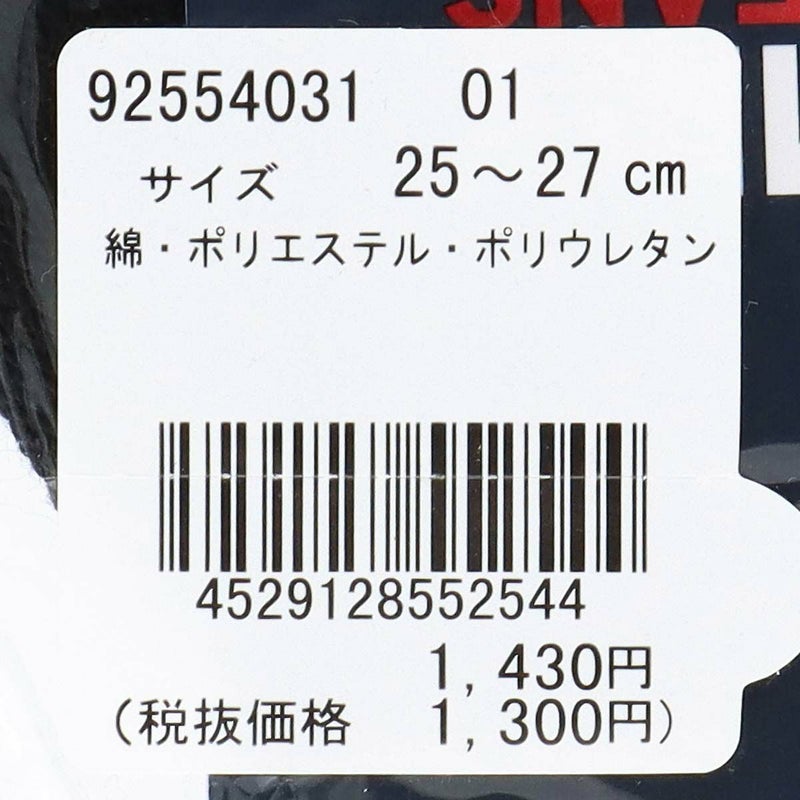 EANS
92554031 01
サイズ 25～27 cm
綿・ポリエステル・ポリウレタン
4529128552544
1,430円
(税抜価格 1,300円)